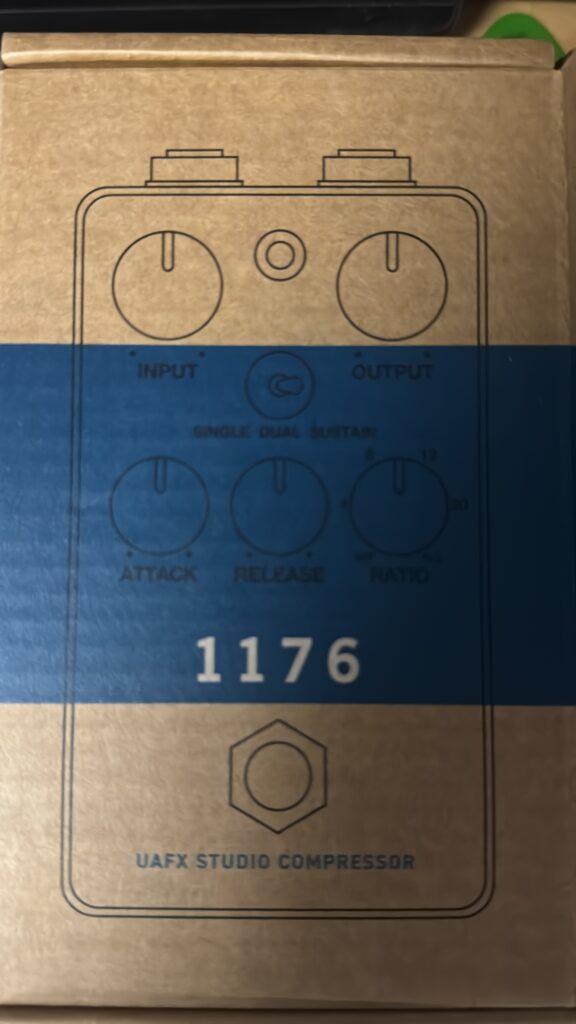 INPUT OUTPUT
SINGLE DUAL SUSTAIN
8 12
4 20
ATTACK RELEASE RATIO
1176
UAFX STUDIO COMPRESSOR